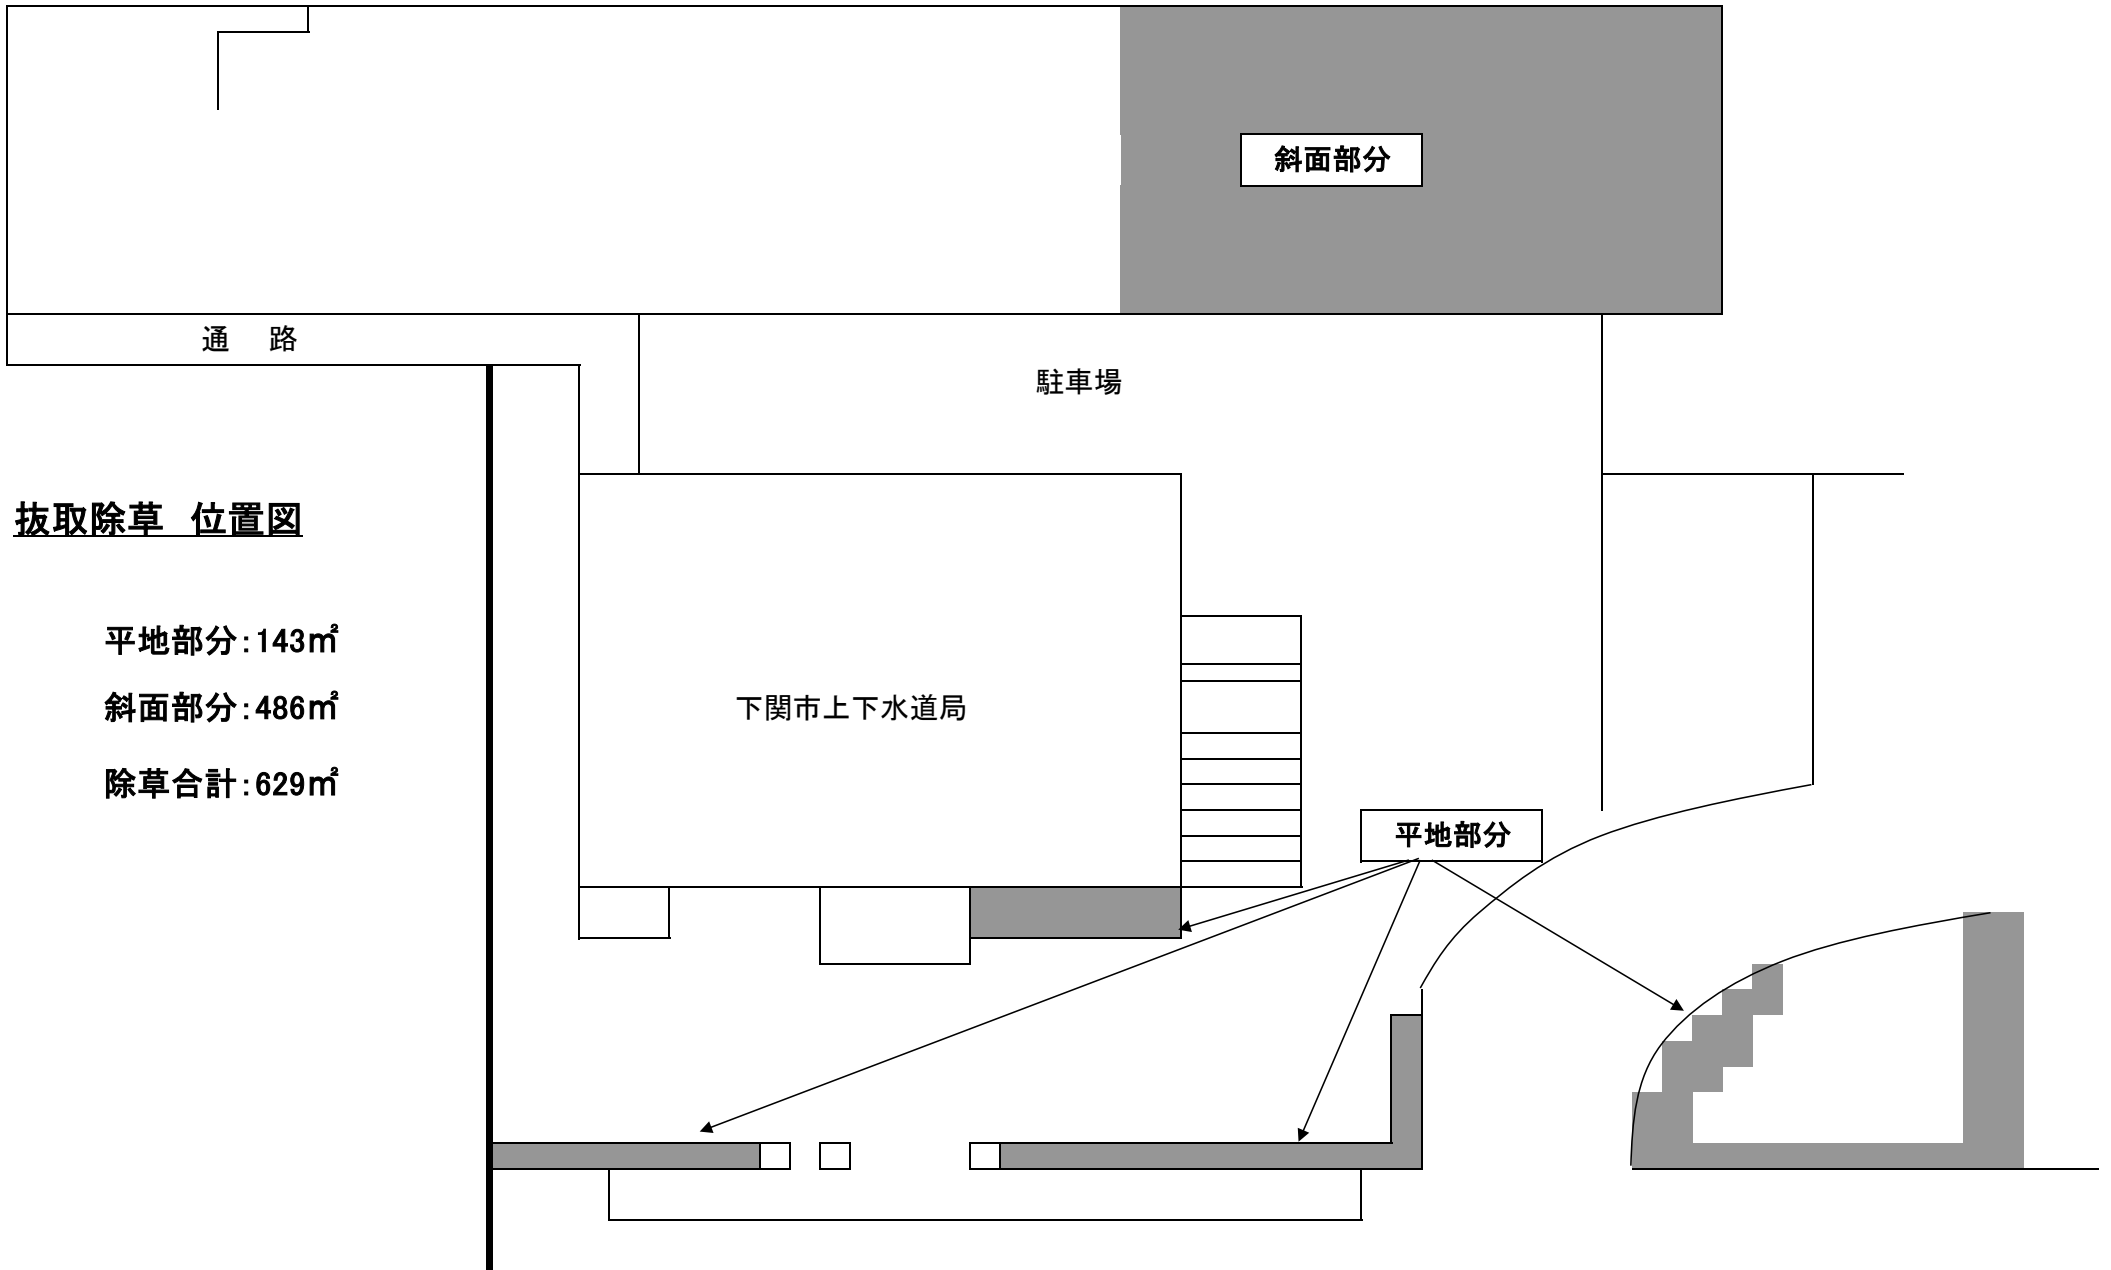 斜面部分
通　路
駐車場
抜取除草　位置図
平地部分：143㎡
斜面部分：486㎡
除草合計：629㎡
下関市上下水道局
平地部分